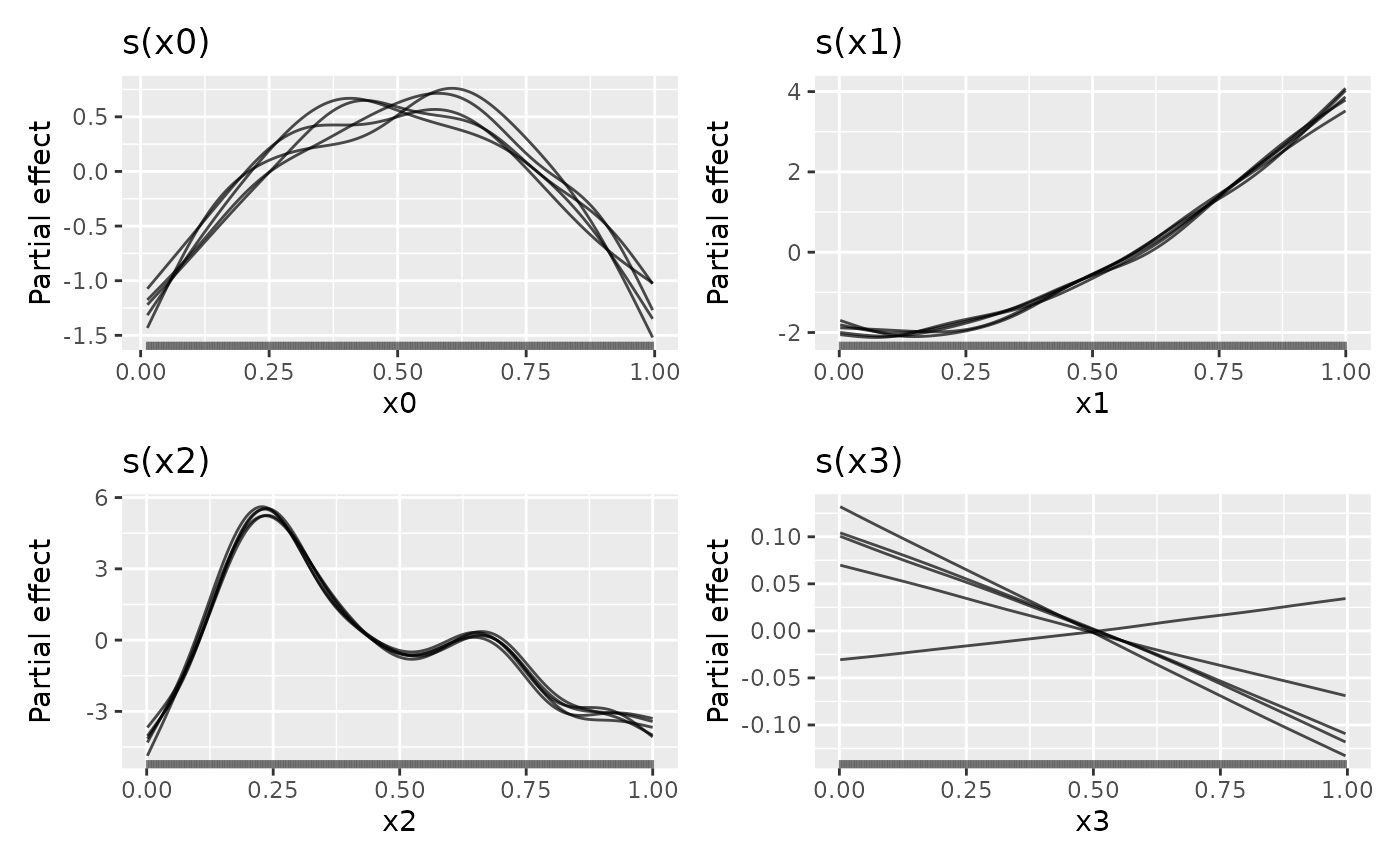 s(x0)
Partial effect
0.5
0.0
-0.5
-1.0
-1.5
0.00 0.25 0.50 0.75 1.00
x0
s(x1)
Partial effect
4
2
0
-2
0.00 0.25 0.50 0.75 1.00
x1
s(x2)
Partial effect
6
3
0
-3
0.00 0.25 0.50 0.75 1.00
x2
s(x3)
Partial effect
0.10
0.05
0.00
-0.05
-0.10
0.00 0.25 0.50 0.75 1.00
x3